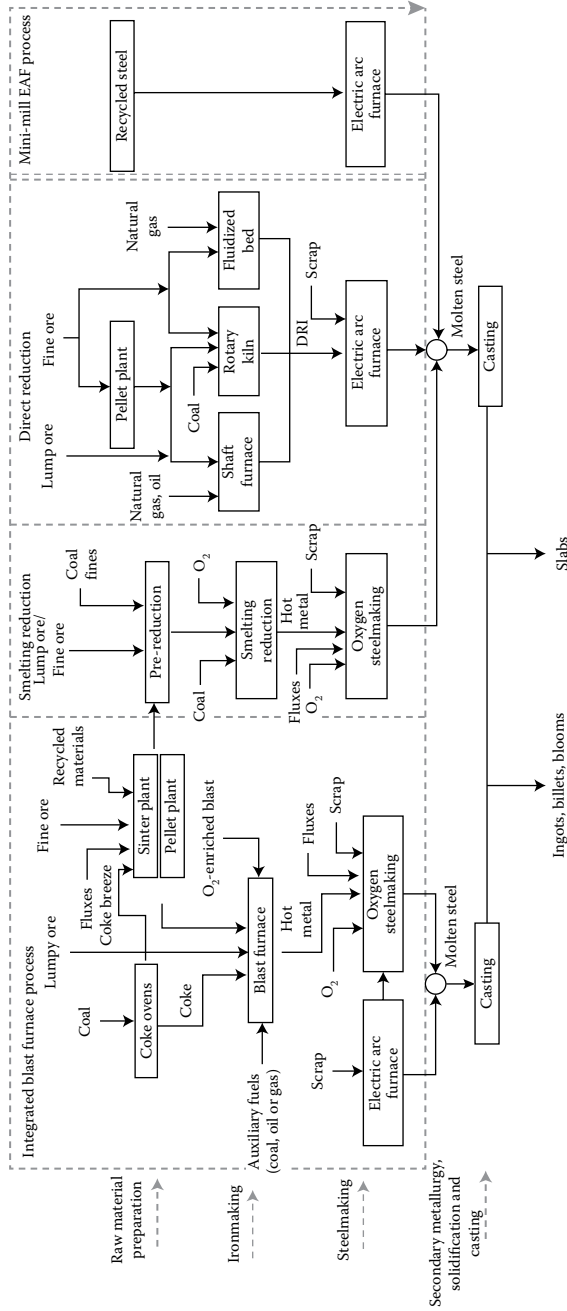 Integrated blast furnace process
Smelting reduction
Direct reduction
Mini-mill EAF process
Raw material
preparation
Ironmaking
Steelmaking
Secondary metallurgy,
solidification and
casting
Coal
Lumpy ore
Fine ore
Fluxes
Coke breeze
Recycled
materials
Coke ovens
Sinter plant
Pellet plant
Coke
O2-enriched blast
Auxiliary fuels
(coal, oil or gas)
Blast furnace
Hot
metal
Fluxes
Scrap
O2
Scrap
Electric arc
furnace
Oxygen
steelmaking
Molten steel
Casting
Lump ore/
Fine ore
Coal
fines
Pre-reduction
O2
Coal
Smelting
reduction
Hot
metal
Scrap
Fluxes
O2
Oxygen
steelmaking
Lump ore
Fine ore
Natural
gas
Natural
gas, oil
Pellet plant
Coal
Shaft
furnace
Rotary
kiln
Fluidized
bed
DRI
Scrap
Electric arc
furnace
Recycled steel
Electric arc
furnace
Molten steel
Casting
Ingots, billets, blooms
Slabs